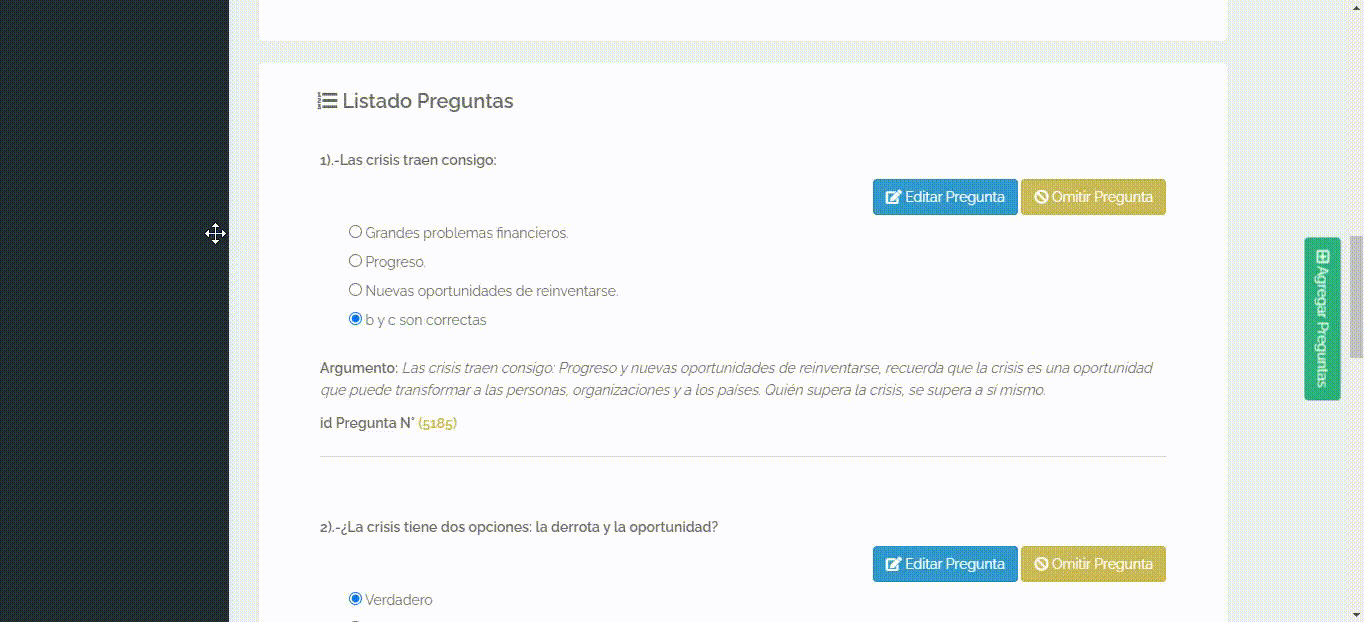 Listado Preguntas
1).-Las crisis traen consigo:
Editar Pregunta
Omitir Pregunta
Grandes problemas financieros.
Progreso.
Nuevas oportunidades de reinventarse.
b y c son correctas
Argumento: Las crisis traen consigo: Progreso y nuevas oportunidades de reinventarse, recuerda que la crisis es una oportunidad
que puede transformar a las personas, organizaciones y a los países. Quién supera la crisis, se supera a sí mismo.
id Pregunta N° (5185)
2).-¿La crisis tiene dos opciones: la derrota y la oportunidad?
Editar Pregunta
Omitir Pregunta
Verdadero
Agregar Preguntas